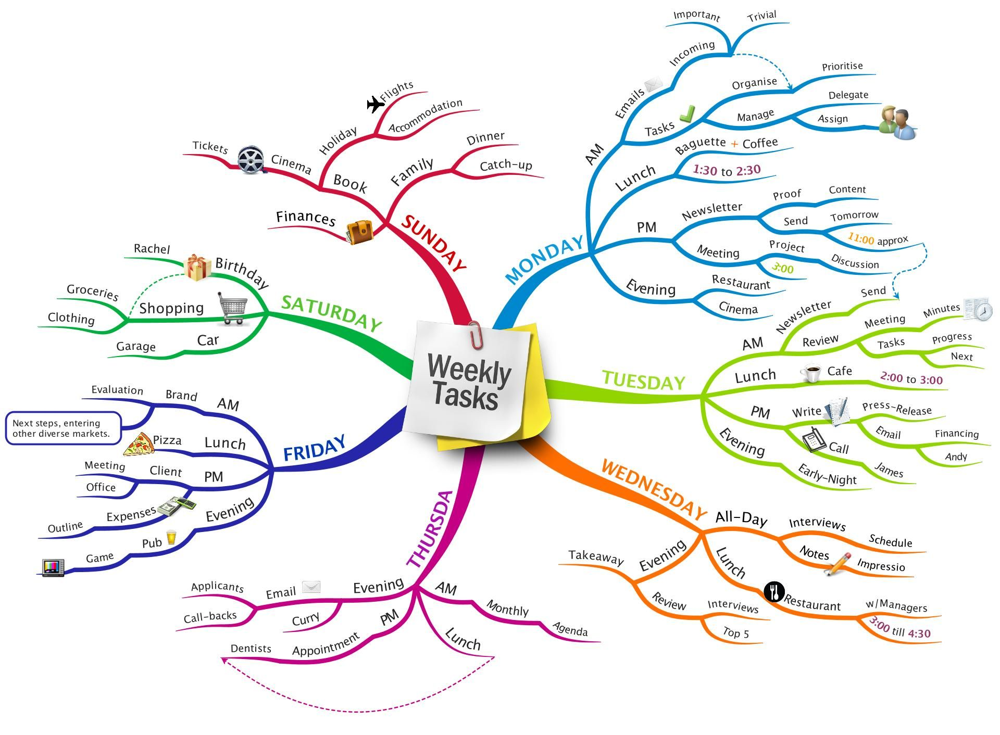 Weekly
Tasks
MONDAY
AM
Emails
Incoming
Important
Trivial
Tasks
Organise
Prioritise
Manage
Delegate
Assign
Lunch
Baguette + Coffee
1:30 to 2:30
PM
Newsletter
Proof
Content
Send
Tomorrow
11:00 approx
Meeting
Project
Discussion
3:00
Evening
Restaurant
Cinema
TUESDAY
AM
Newsletter
Send
Review
Meeting
Minutes
Tasks
Progress
Next
Lunch
Cafe
2:00 to 3:00
PM
Write
Press-Release
Email
Financing
Andy
Call
James
Evening
Early-Night
WEDNESDAY
All-Day
Interviews
Schedule
Notes
Impressio
Lunch
Restaurant
w/Managers
3:00 till 4:30
Evening
Takeaway
Review
Interviews
Top 5
THURSDA
AM
Monthly
Agenda
Lunch
PM
Appointment
Dentists
Evening
Email
Applicants
Call-backs
Curry
FRIDAY
AM
Brand
Evaluation
Next steps, entering
other diverse markets.
Lunch
Pizza
PM
Client
Meeting
Office
Expenses
Outline
Evening
Pub
Game
SATURDAY
Birthday
Rachel
Shopping
Groceries
Clothing
Car
Garage
SUNDAY
Finances
Book
Cinema
Tickets
Holiday
Flights
Accommodation
Family
Dinner
Catch-up